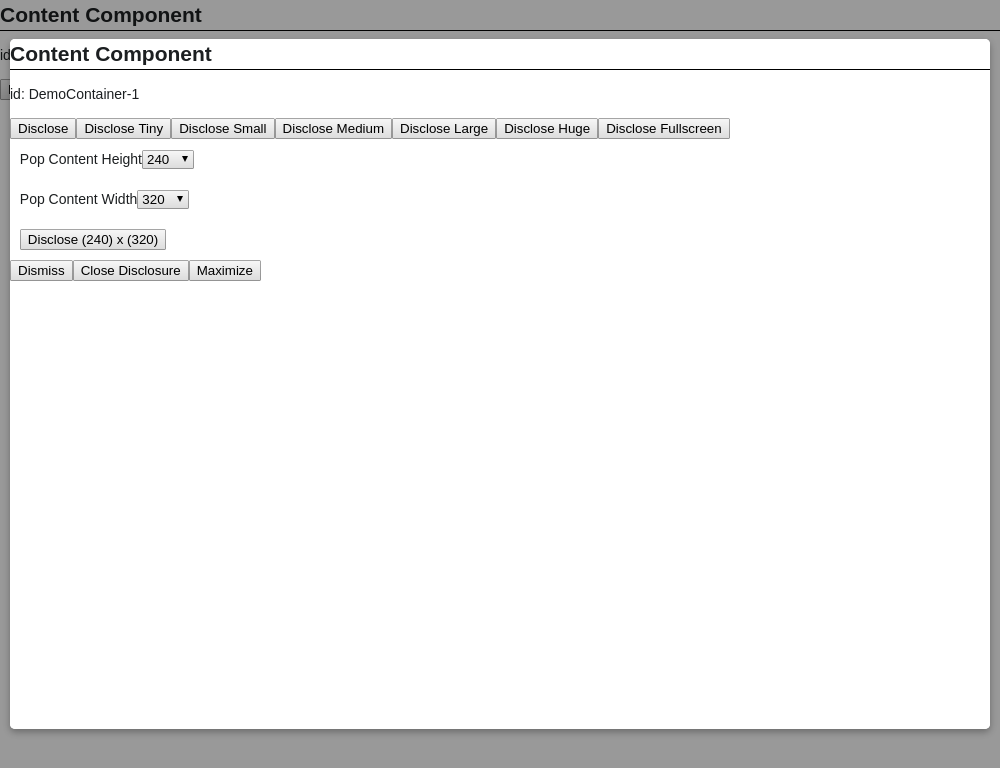 Content Component
id
Content Component
id: DemoContainer-1
Disclose Disclose Tiny Disclose Small Disclose Medium Disclose Large Disclose Huge Disclose Fullscreen
Pop Content Height 240
Pop Content Width 320
Disclose (240) x (320)
Dismiss Close Disclosure Maximize